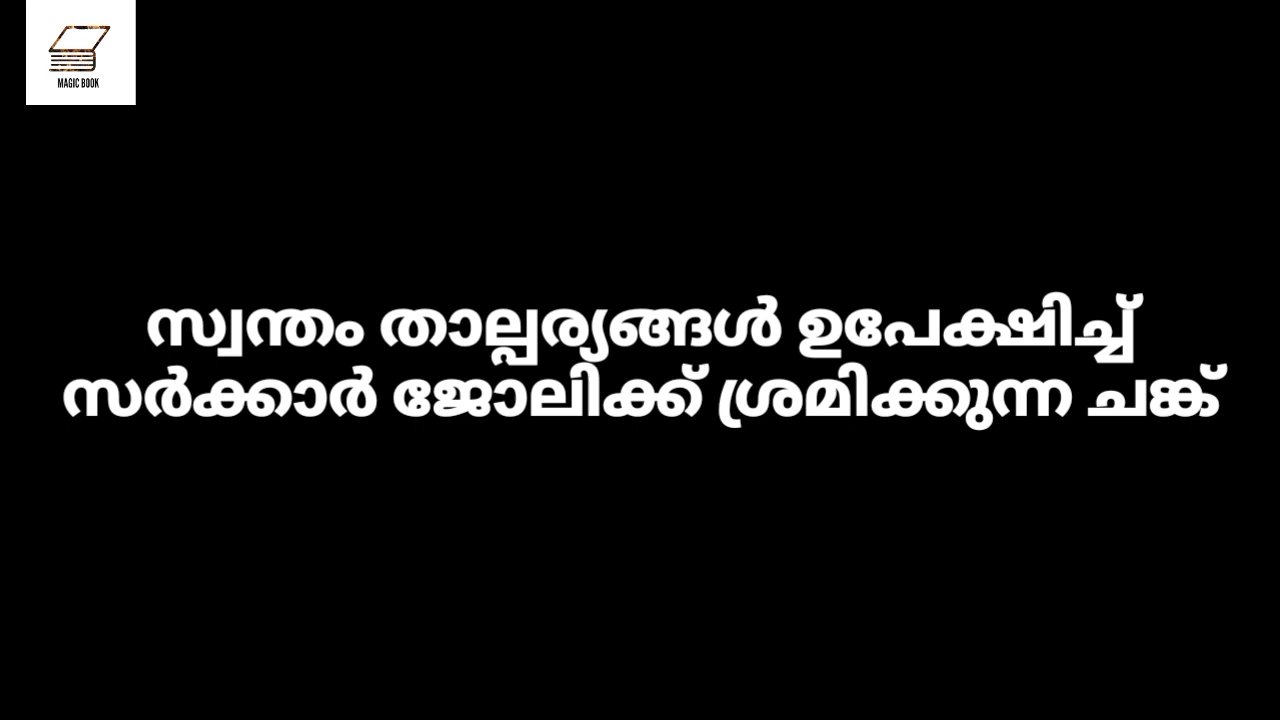 MAGIC BOOK
സ്വന്തം താല്പര്യങ്ങൾ ഉപേക്ഷിച്ച്
സർക്കാർ ജോലിക്ക് ശ്രമിക്കുന്ന ചങ്ക്